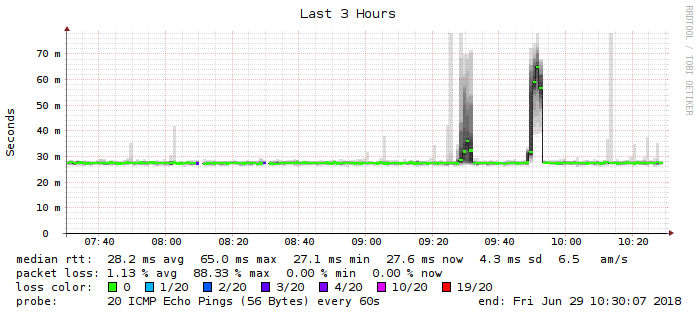 Last 3 Hours
RRDTOOL / TOBI OETIKER
Seconds
70 m
60 m
50 m
40 m
30 m
20 m
10 m
0
07:40 08:00 08:20 08:40 09:00 09:20 09:40 10:00 10:20
median rtt: 28.2 ms avg 65.0 ms max 27.1 ms min 27.6 ms now 4.3 ms sd 6.5 am/s
packet loss: 1.13 % avg 88.33 % max 0.00 % min 0.00 % now
loss color: 0 1/20 2/20 3/20 4/20 10/20 19/20
probe: 20 ICMP Echo Pings (56 Bytes) every 60s end: Fri Jun 29 10:30:07 2018